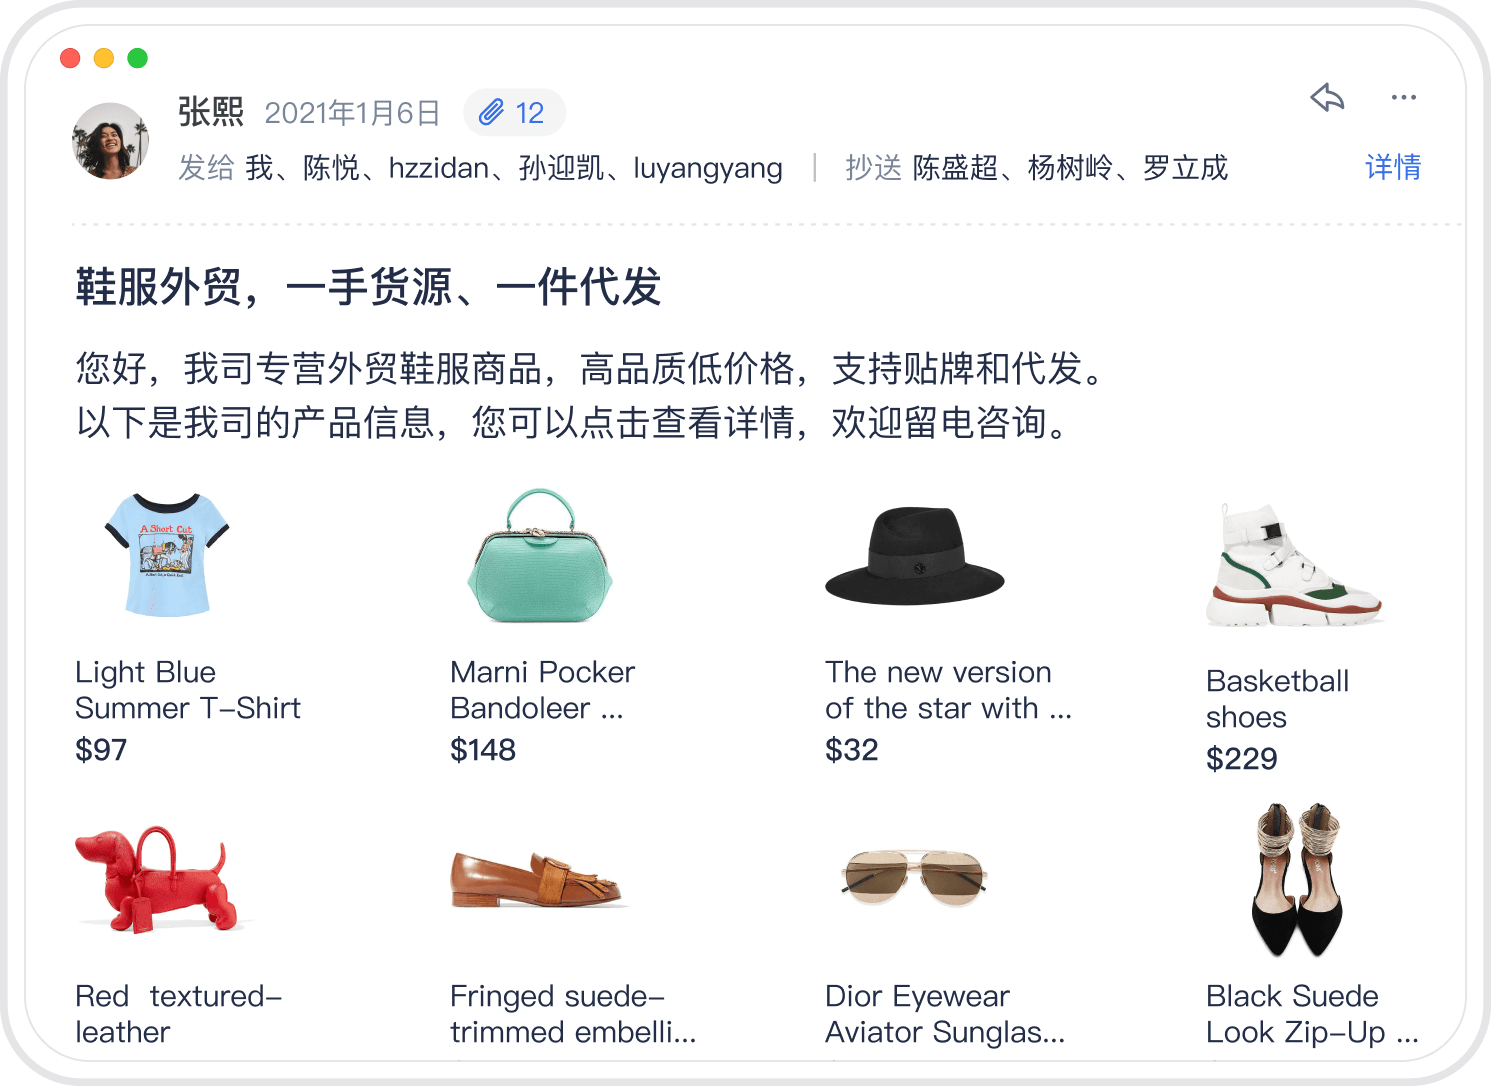 张熙 2021年1月6日 12
发给 我、陈悦、hzzidan、孙迎凯、luyangyang | 抄送 陈盛超、杨树岭、罗立成 详情
鞋服外贸，一手货源、一件代发
您好，我司专营外贸鞋服商品，高品质低价格，支持贴牌和代发。
以下是我司的产品信息，您可以点击查看详情，欢迎留电咨询。
A Short Cut
Light Blue
Summer T-Shirt
$97
Marni Pocker
Bandoleer ...
$148
The new version
of the star with ...
$32
Basketball
shoes
$229
Red textured-
leather
Fringed suede-
trimmed embelli...
Dior Eyewear
Aviator Sunglas...
Black Suede
Look Zip-Up ...